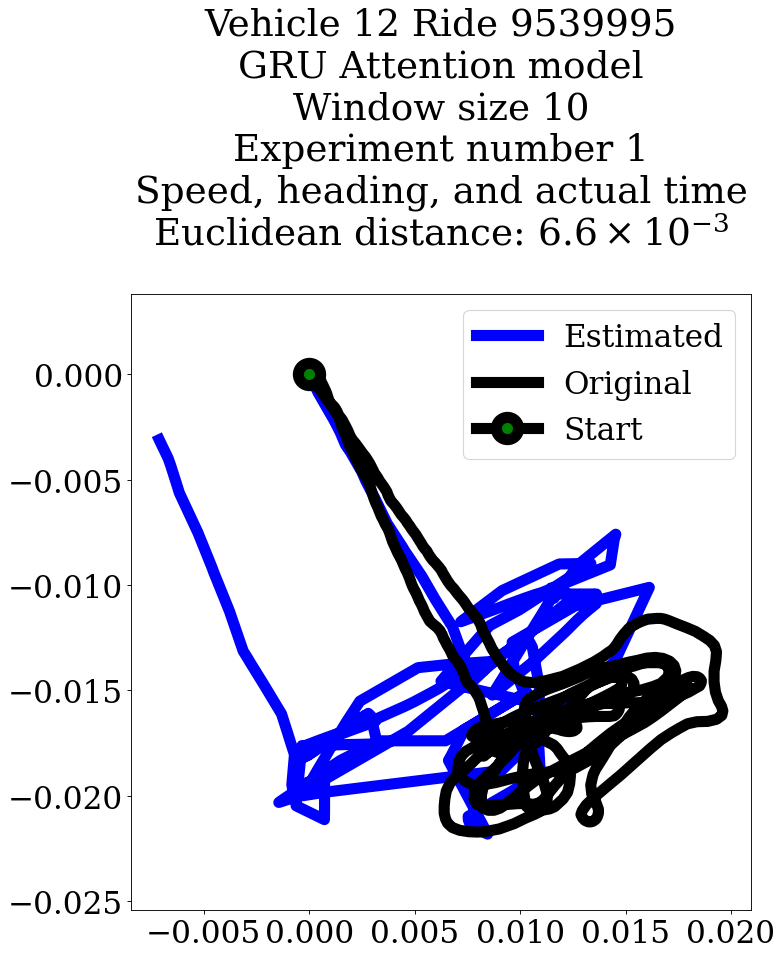 Vehicle 12 Ride 9539995
GRU Attention model
Window size 10
Experiment number 1
Speed, heading, and actual time
Euclidean distance: 6.6 × 10⁻³
Estimated
Original
Start
0.000
−0.005
−0.010
−0.015
−0.020
−0.025
−0.005 0.000 0.005 0.010 0.015 0.020